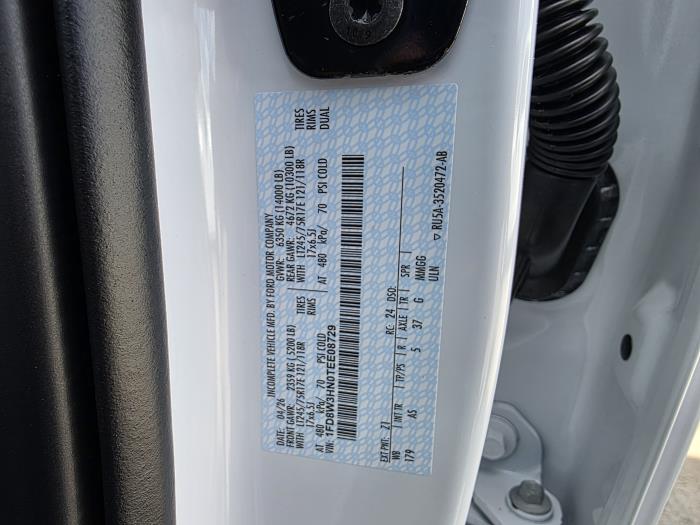 INCOMPLETE VEHICLE MFD. BY FORD MOTOR COMPANY
DATE: 04/26 GVWR: 6350 KG (14000 LB)
FRONT GAWR: 2359 KG (5200 LB) REAR GAWR: 4672 KG (10300 LB)
WITH LT245/75R17E 121/118R TIRES WITH LT245/75R17E 121/118R TIRES
17x6.5J RIMS 17x6.5J RIMS
AT 480 kPa/ 70 PSI COLD AT 480 kPa/ 70 PSI COLD DUAL
VIN: 1FD8W3HN0TEE08729
EXT PNT: Z1 RC: 24 DSO:
WB INT TR TP/PS R AXLE TR SPR
179 AS 5 37 G MMGG
ULN
▽ RU5A-3520472-AB